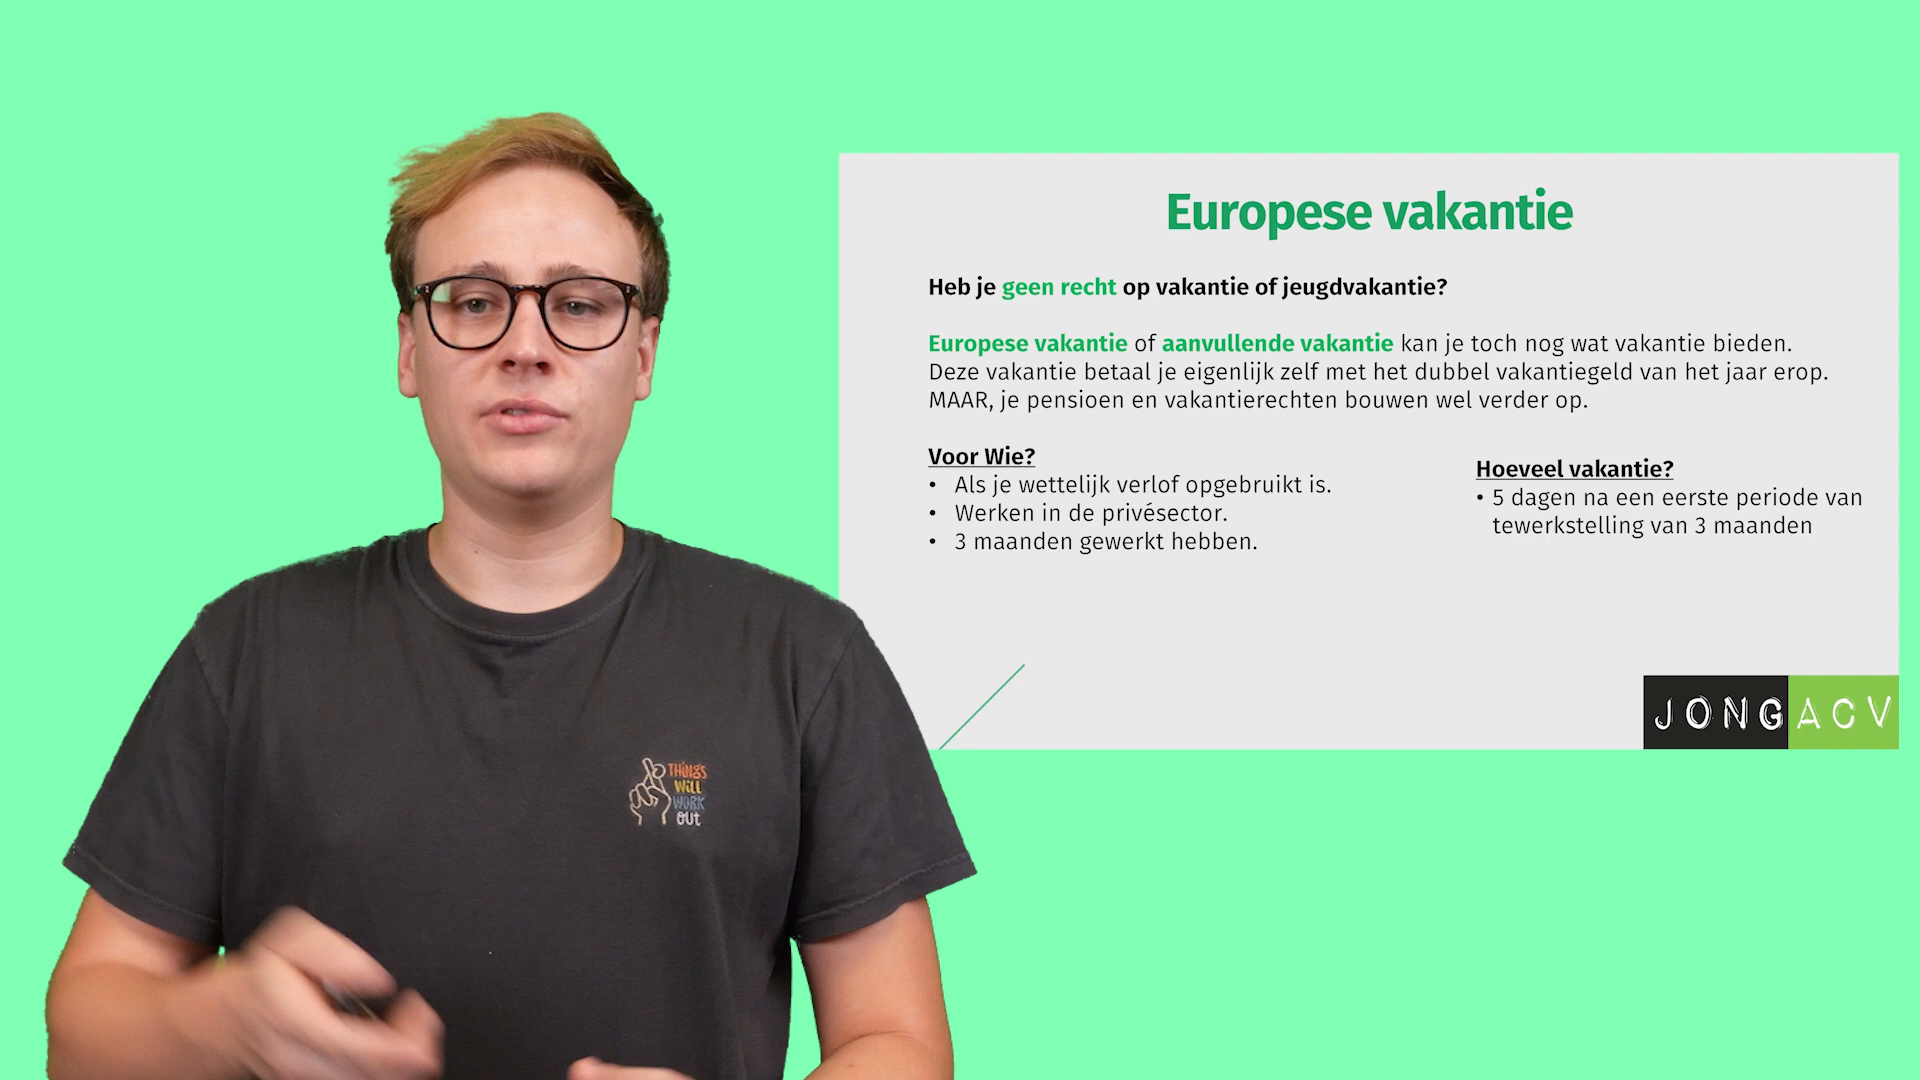 Europese vakantie
Heb je geen recht op vakantie of jeugdvakantie?
Europese vakantie of aanvullende vakantie kan je toch nog wat vakantie bieden.
Deze vakantie betaal je eigenlijk zelf met het dubbel vakantiegeld van het jaar erop.
MAAR, je pensioen en vakantierechten bouwen wel verder op.
Voor Wie?
• Als je wettelijk verlof opgebruikt is.
• Werken in de privésector.
• 3 maanden gewerkt hebben.
Hoeveel vakantie?
• 5 dagen na een eerste periode van
tewerkstelling van 3 maanden
JONGACV
THINGS
WILL
WORK
OUT